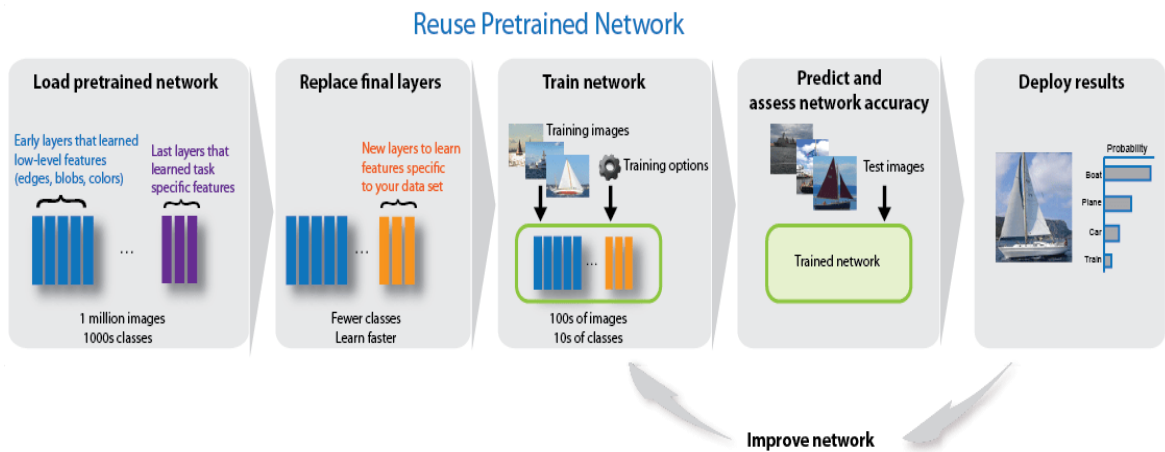 Reuse Pretrained Network
Load pretrained network
Early layers that learned
low-level features
(edges, blobs, colors)
Last layers that
learned task
specific features
...
1 million images
1000s classes
Replace final layers
New layers to learn
features specific
to your data set
...
Fewer classes
Learn faster
Train network
Training images
Training options
...
100s of images
10s of classes
Predict and
assess network accuracy
Test images
Trained network
Deploy results
Probability
Boat
Plane
Car
Train
Improve network